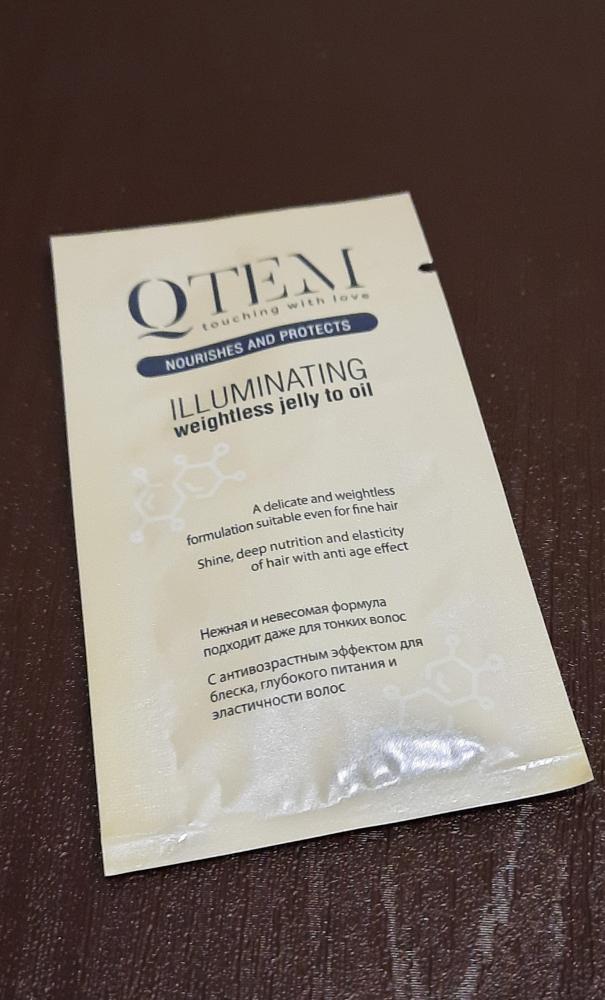 QTEM
touching with love
NOURISHES AND PROTECTS
ILLUMINATING
weightless jelly to oil
A delicate and weightless
formulation suitable even for fine hair
Shine, deep nutrition and elasticity
of hair with anti age effect
Нежная и невесомая формула
подходит даже для тонких волос
С антивозрастным эффектом для
блеска, глубокого питания и
эластичности волос